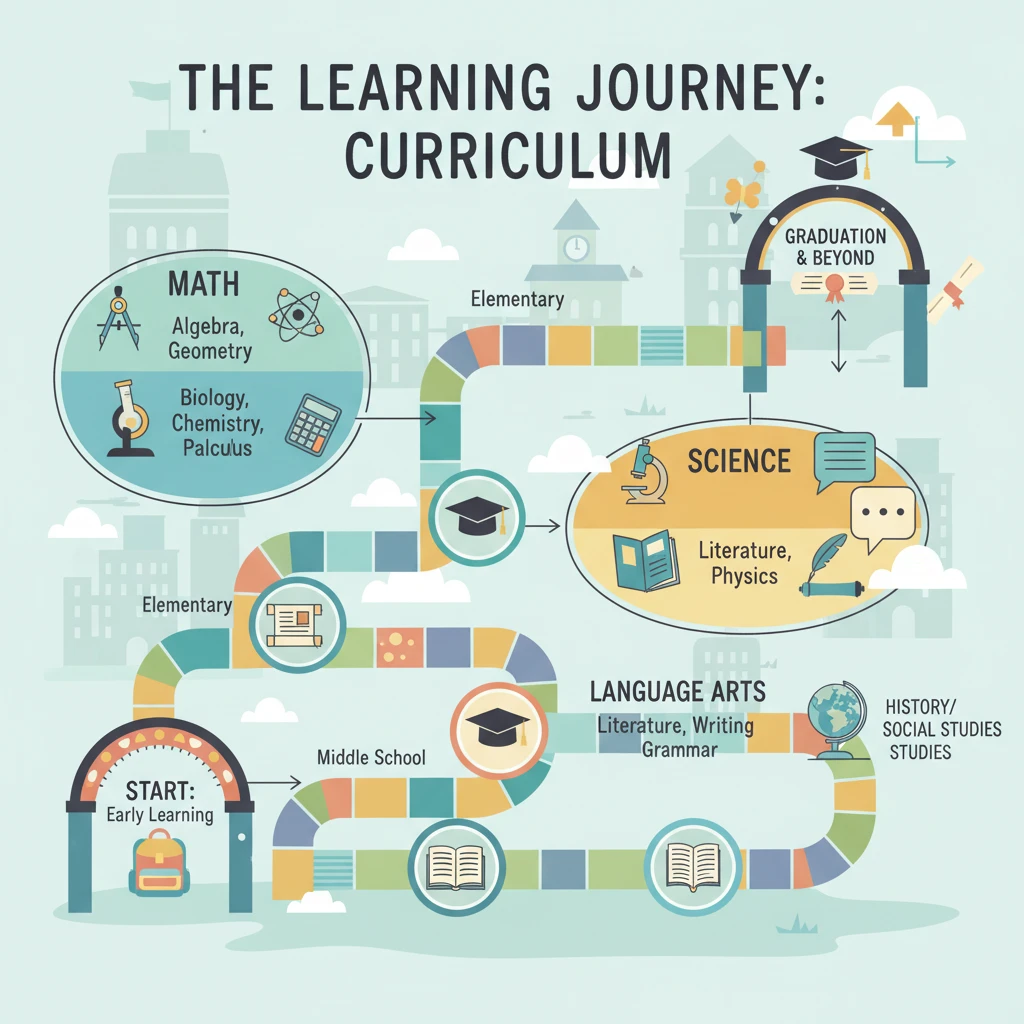 THE LEARNING JOURNEY:
CURRICULUM
GRADUATION
& BEYOND
MATH
Algebra,
Geometry
Biology,
Chemistry,
Palculus
Elementary
SCIENCE
Literature,
Physics
Elementary
LANGUAGE ARTS
Literature, Writing
Grammar
HISTORY/
SOCIAL STUDIES
STUDIES
Middle School
START:
Early Learning